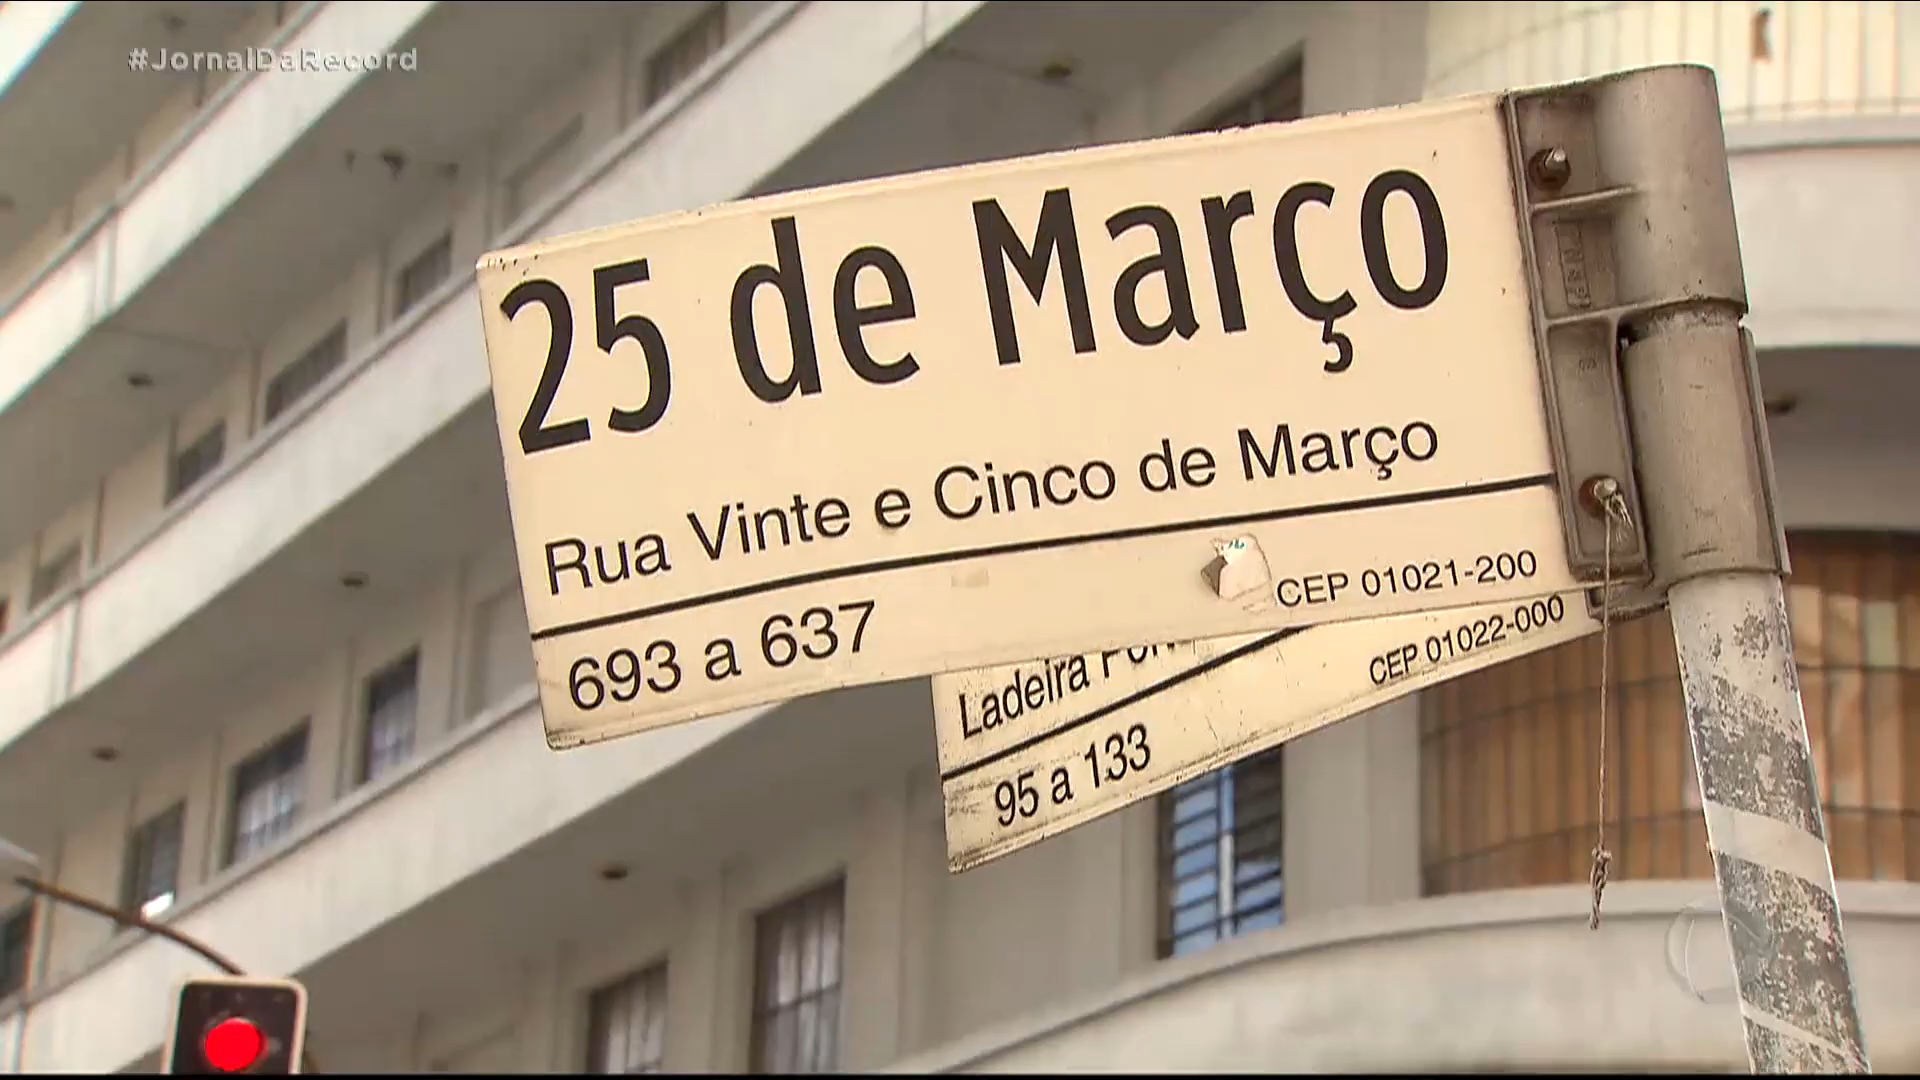 #JornalDaRecord
25 de Março
Rua Vinte e Cinco de Março
693 a 637
CEP 01021-200
Ladeira
CEP 01022-000
95 a 133